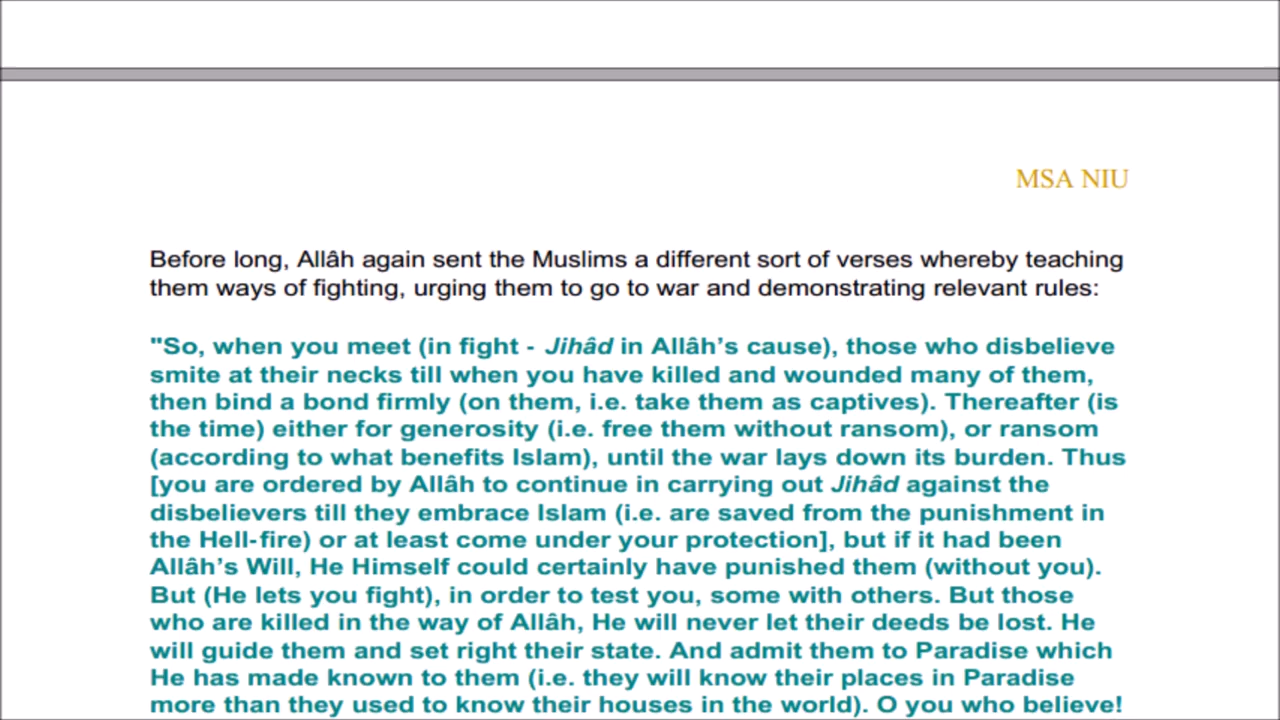 MSA NIU
Before long, Allâh again sent the Muslims a different sort of verses whereby teaching
them ways of fighting, urging them to go to war and demonstrating relevant rules:
"So, when you meet (in fight - Jihâd in Allâh’s cause), those who disbelieve
smite at their necks till when you have killed and wounded many of them,
then bind a bond firmly (on them, i.e. take them as captives). Thereafter (is
the time) either for generosity (i.e. free them without ransom), or ransom
(according to what benefits Islam), until the war lays down its burden. Thus
[you are ordered by Allâh to continue in carrying out Jihâd against the
disbelievers till they embrace Islam (i.e. are saved from the punishment in
the Hell-fire) or at least come under your protection], but if it had been
Allâh’s Will, He Himself could certainly have punished them (without you).
But (He lets you fight), in order to test you, some with others. But those
who are killed in the way of Allâh, He will never let their deeds be lost. He
will guide them and set right their state. And admit them to Paradise which
He has made known to them (i.e. they will know their places in Paradise
more than they used to know their houses in the world). O you who believe!